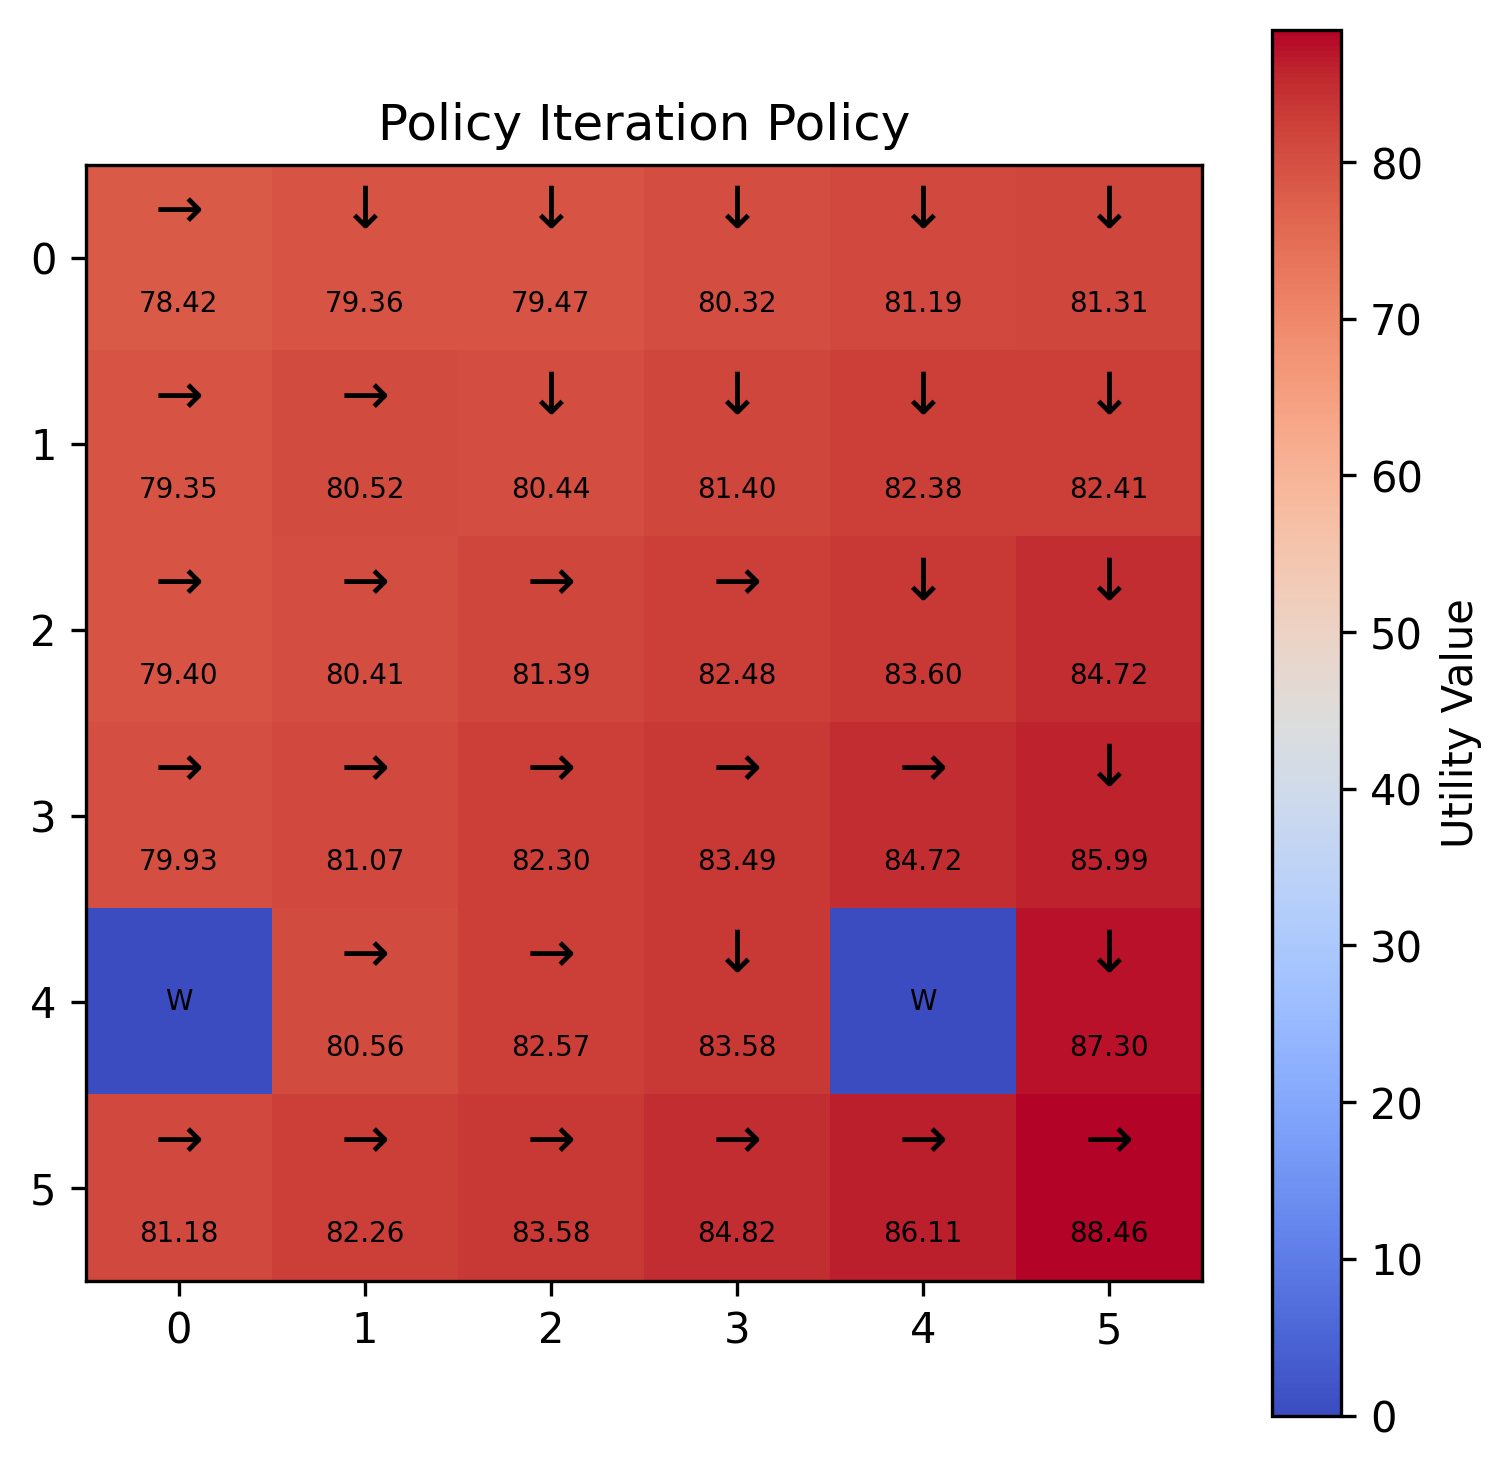 Policy Iteration Policy
→ ↓ ↓ ↓ ↓ ↓
0
78.42 79.36 79.47 80.32 81.19 81.31
→ → ↓ ↓ ↓ ↓
1
79.35 80.52 80.44 81.40 82.38 82.41
→ → → → ↓ ↓
2
79.40 80.41 81.39 82.48 83.60 84.72
→ → → → → ↓
3
79.93 81.07 82.30 83.49 84.72 85.99
→ → ↓ ↓
4 W W
80.56 82.57 83.58 87.30
→ → → → → →
5
81.18 82.26 83.58 84.82 86.11 88.46
0 1 2 3 4 5
80
70
60
50
40
30
20
10
0
Utility Value